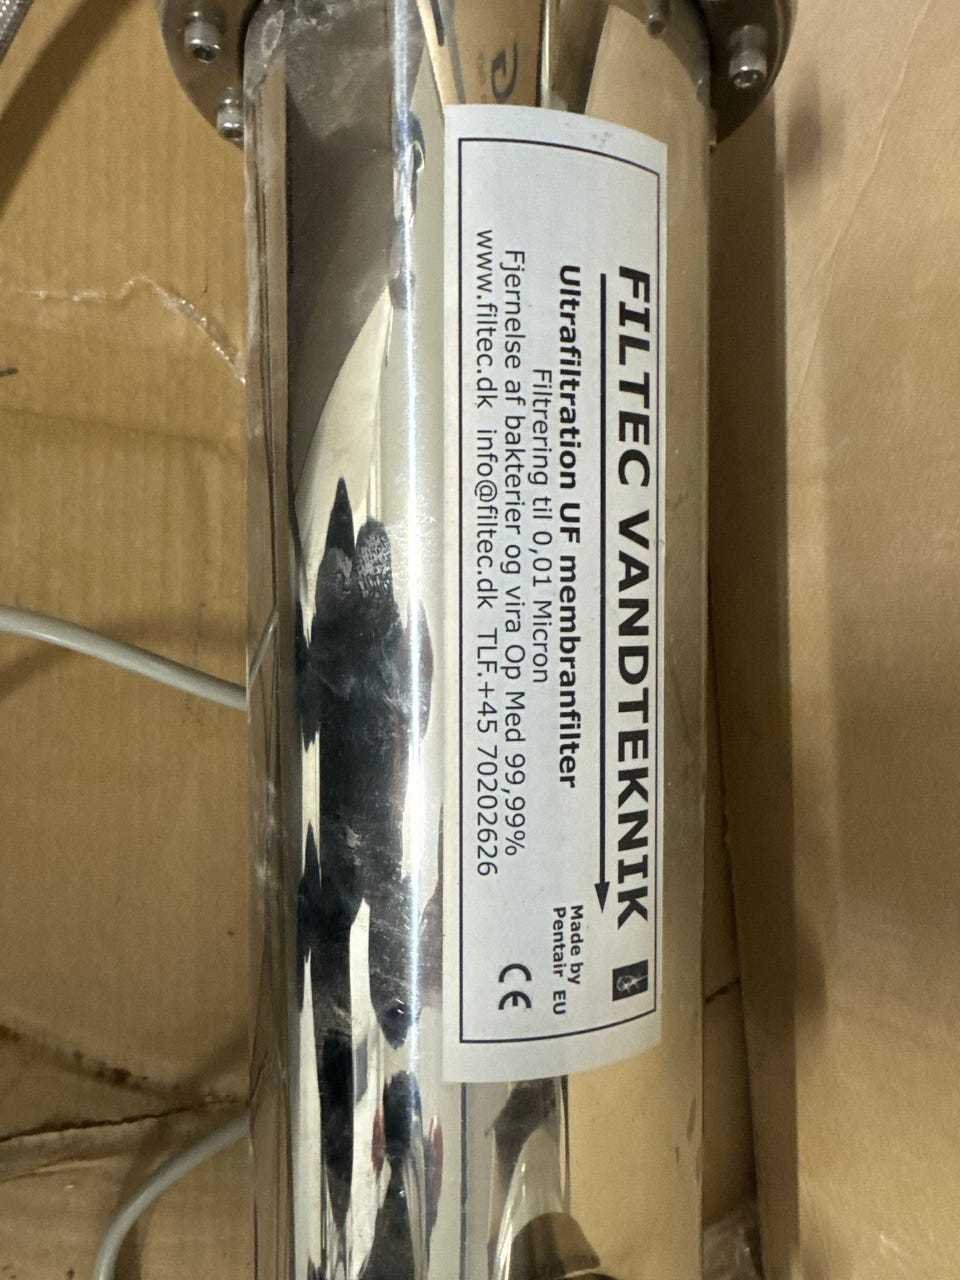 FILTEC VANDTEKNIK
Ultrafiltration UF membranfilter
Filtrering til 0,01 Micron
Fjernelse af bakterier og vira Op Med 99,99%
www.filtec.dk info@filtec.dk TLF.+45 70202626
Made by
Pentair EU
CE